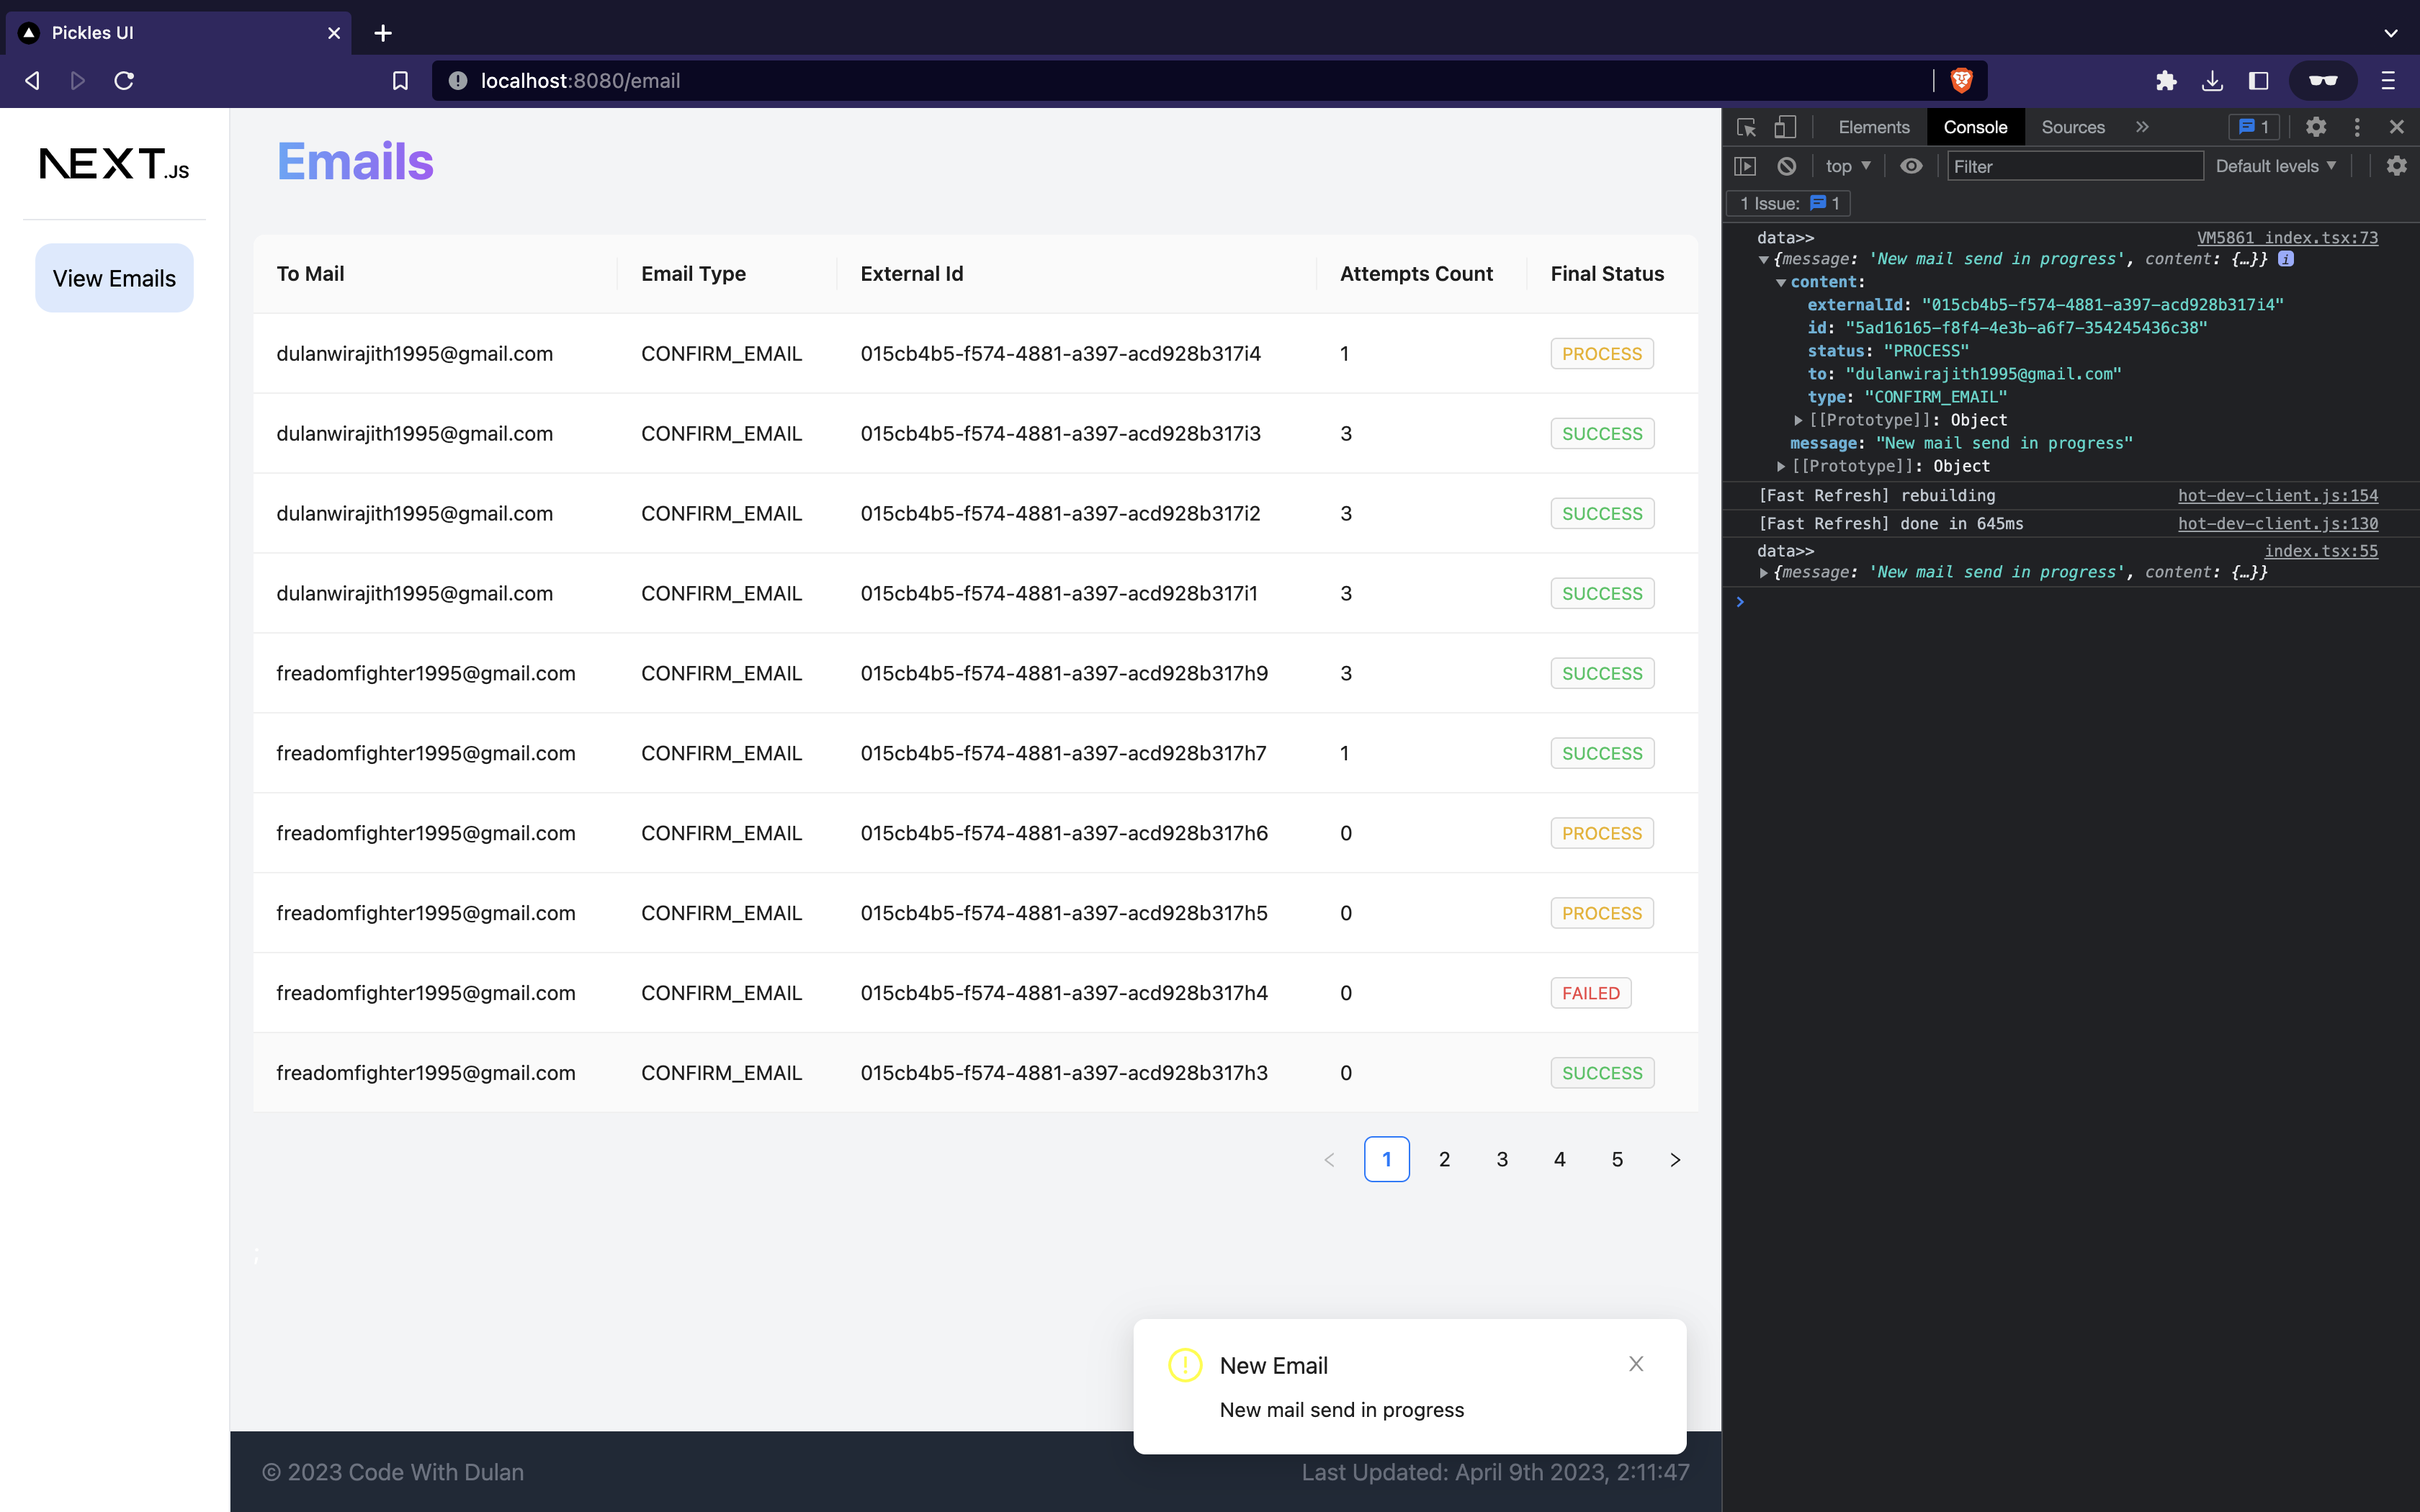 Pickles UI
localhost:8080/email
NEXT.JS
View Emails
Emails
To Mail Email Type External Id Attempts Count Final Status
dulanwirajith1995@gmail.com CONFIRM_EMAIL 015cb4b5-f574-4881-a397-acd928b317i4 1 PROCESS
dulanwirajith1995@gmail.com CONFIRM_EMAIL 015cb4b5-f574-4881-a397-acd928b317i3 3 SUCCESS
dulanwirajith1995@gmail.com CONFIRM_EMAIL 015cb4b5-f574-4881-a397-acd928b317i2 3 SUCCESS
dulanwirajith1995@gmail.com CONFIRM_EMAIL 015cb4b5-f574-4881-a397-acd928b317i1 3 SUCCESS
freadomfighter1995@gmail.com CONFIRM_EMAIL 015cb4b5-f574-4881-a397-acd928b317h9 3 SUCCESS
freadomfighter1995@gmail.com CONFIRM_EMAIL 015cb4b5-f574-4881-a397-acd928b317h7 1 SUCCESS
freadomfighter1995@gmail.com CONFIRM_EMAIL 015cb4b5-f574-4881-a397-acd928b317h6 0 PROCESS
freadomfighter1995@gmail.com CONFIRM_EMAIL 015cb4b5-f574-4881-a397-acd928b317h5 0 PROCESS
freadomfighter1995@gmail.com CONFIRM_EMAIL 015cb4b5-f574-4881-a397-acd928b317h4 0 FAILED
freadomfighter1995@gmail.com CONFIRM_EMAIL 015cb4b5-f574-4881-a397-acd928b317h3 0 SUCCESS
< 1 2 3 4 5 >
;
New Email
New mail send in progress
© 2023 Code With Dulan
Last Updated: April 9th 2023, 2:11:47
Elements Console Sources » 1
top Filter Default levels
1 Issue: 1
data>> VM5861 index.tsx:73
{message: 'New mail send in progress', content: {…}} i
content:
externalId: "015cb4b5-f574-4881-a397-acd928b317i4"
id: "5ad16165-f8f4-4e3b-a6f7-354245436c38"
status: "PROCESS"
to: "dulanwirajith1995@gmail.com"
type: "CONFIRM_EMAIL"
[[Prototype]]: Object
message: "New mail send in progress"
[[Prototype]]: Object
[Fast Refresh] rebuilding hot-dev-client.js:154
[Fast Refresh] done in 645ms hot-dev-client.js:130
data>> index.tsx:55
{message: 'New mail send in progress', content: {…}}